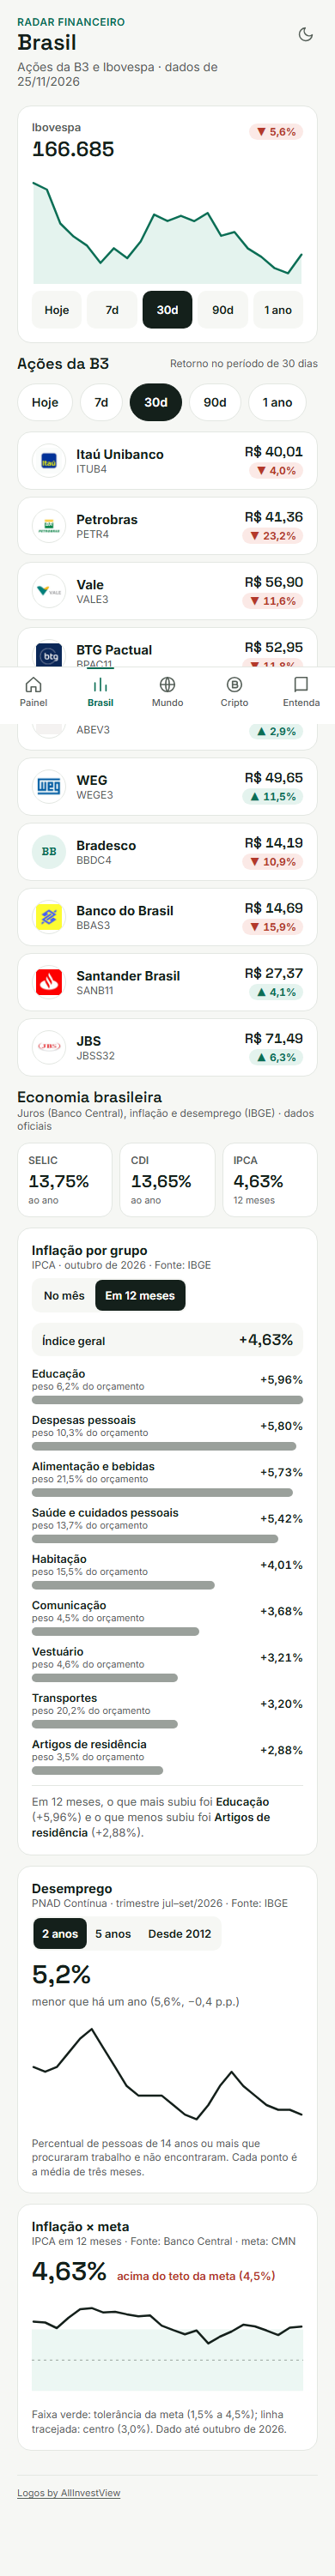 RADAR FINANCEIRO
Brasil
Ações da B3 e Ibovespa · dados de
25/11/2026
Ibovespa
▼ 5,6%
166.685
Hoje 7d 30d 90d 1 ano
Ações da B3 Retorno no período de 30 dias
Hoje 7d 30d 90d 1 ano
Itaú
Itaú Unibanco
ITUB4
R$ 40,01
▼ 4,0%
Petrobras
PETR4
R$ 41,36
▼ 23,2%
VALE
Vale
VALE3
R$ 56,90
▼ 11,6%
btg
BTG Pactual
BPAC11
R$ 52,95
▼ 11,8%
Painel Brasil Mundo Cripto Entenda
ABEV3
▲ 2,9%
weg
WEG
WEGE3
R$ 49,65
▲ 11,5%
BB
Bradesco
BBDC4
R$ 14,19
▼ 10,9%
Banco do Brasil
BBAS3
R$ 14,69
▼ 15,9%
Santander Brasil
SANB11
R$ 27,37
▲ 4,1%
JBS
JBS
JBSS32
R$ 71,49
▲ 6,3%
Economia brasileira
Juros (Banco Central), inflação e desemprego (IBGE) · dados
oficiais
SELIC
13,75%
ao ano
CDI
13,65%
ao ano
IPCA
4,63%
12 meses
Inflação por grupo
IPCA · outubro de 2026 · Fonte: IBGE
No mês Em 12 meses
Índice geral +4,63%
Educação
peso 6,2% do orçamento
+5,96%
Despesas pessoais
peso 10,3% do orçamento
+5,80%
Alimentação e bebidas
peso 21,5% do orçamento
+5,73%
Saúde e cuidados pessoais
peso 13,7% do orçamento
+5,42%
Habitação
peso 15,5% do orçamento
+4,01%
Comunicação
peso 4,5% do orçamento
+3,68%
Vestuário
peso 4,6% do orçamento
+3,21%
Transportes
peso 20,2% do orçamento
+3,20%
Artigos de residência
peso 3,5% do orçamento
+2,88%
Em 12 meses, o que mais subiu foi Educação
(+5,96%) e o que menos subiu foi Artigos de
residência (+2,88%).
Desemprego
PNAD Contínua · trimestre jul–set/2026 · Fonte: IBGE
2 anos 5 anos Desde 2012
5,2%
menor que há um ano (5,6%, −0,4 p.p.)
Percentual de pessoas de 14 anos ou mais que
procuraram trabalho e não encontraram. Cada ponto é
a média de três meses.
Inflação × meta
IPCA em 12 meses · Fonte: Banco Central · meta: CMN
4,63% acima do teto da meta (4,5%)
Faixa verde: tolerância da meta (1,5% a 4,5%); linha
tracejada: centro (3,0%). Dado até outubro de 2026.
Logos by AllInvestView